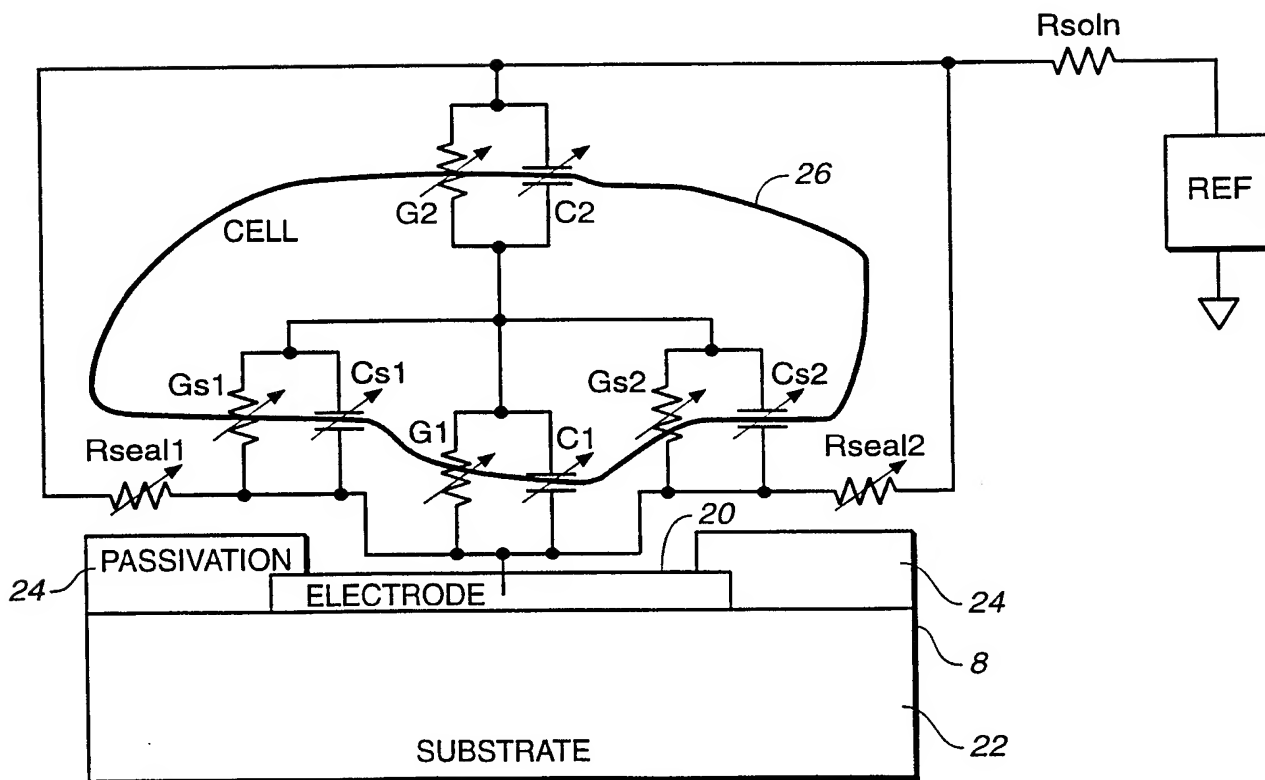 Rsoln
REF
26
G2
C2
CELL
Gs1
Cs1
Gs2
Cs2
G1
C1
Rseal1
Rseal2
20
PASSIVATION
24
ELECTRODE
24
8
22
SUBSTRATE